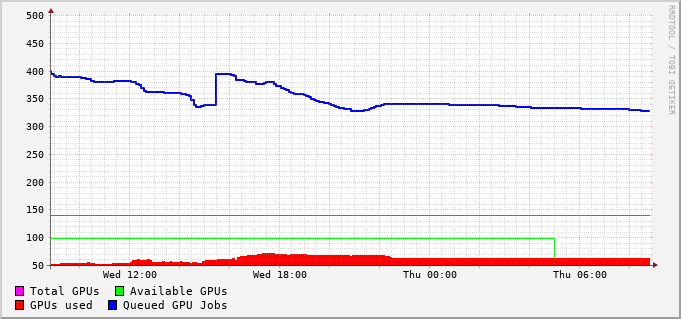 500
450
400
350
300
250
200
150
100
50
Wed 12:00 Wed 18:00 Thu 00:00 Thu 06:00
Total GPUs Available GPUs
GPUs used Queued GPU Jobs
RRDTOOL / TOBI OETIKER